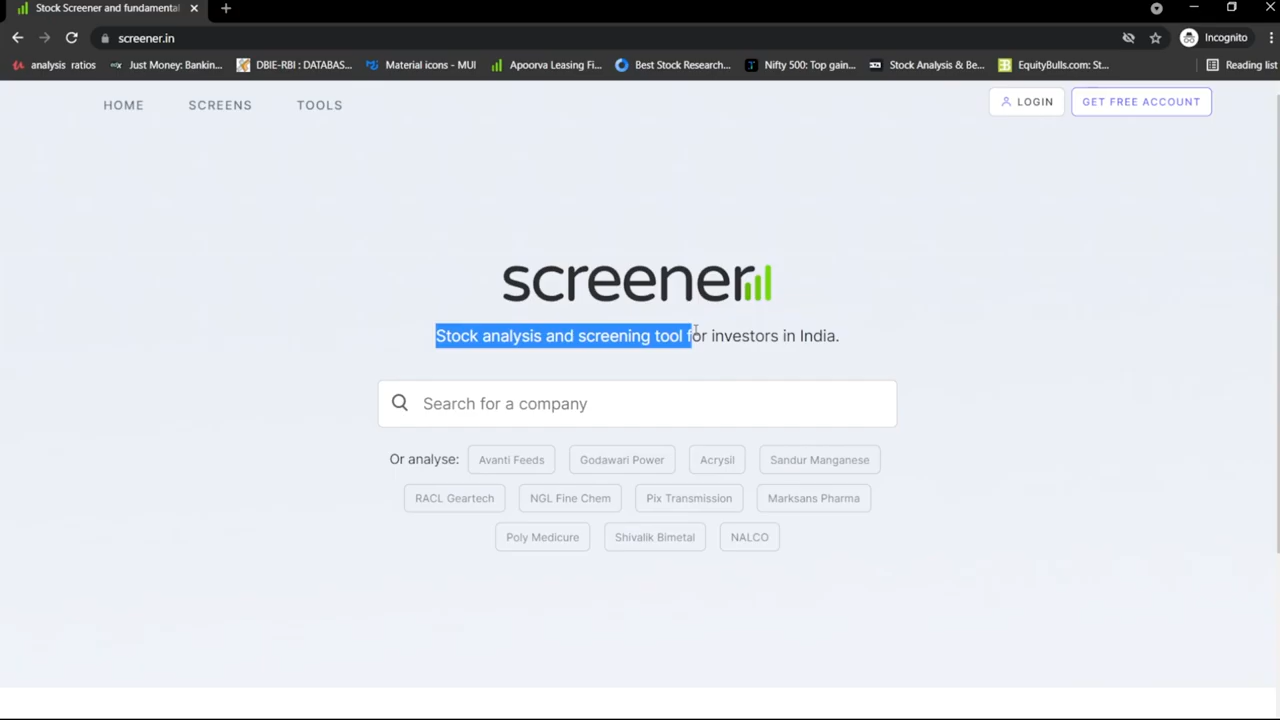 Stock Screener and fundamental
screener.in
Incognito
analysis ratios
Just Money: Bankin...
DBIE-RBI : DATABAS...
Material icons - MUI
Apoorva Leasing Fi...
Best Stock Research...
Nifty 500: Top gain...
Stock Analysis & Be...
EquityBulls.com: St...
Reading list
HOME SCREENS TOOLS
LOGIN
GET FREE ACCOUNT
screener
Stock analysis and screening tool for investors in India.
Search for a company
Or analyse: Avanti Feeds Godawari Power Acrysil Sandur Manganese
RACL Geartech NGL Fine Chem Pix Transmission Marksans Pharma
Poly Medicure Shivalik Bimetal NALCO